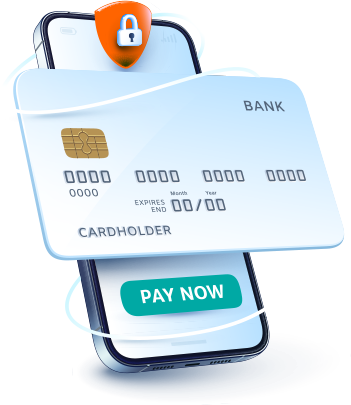 BANK
0000 0000 0000 0000
0000
Month Year
EXPIRES
END 00/00
CARDHOLDER
PAY NOW